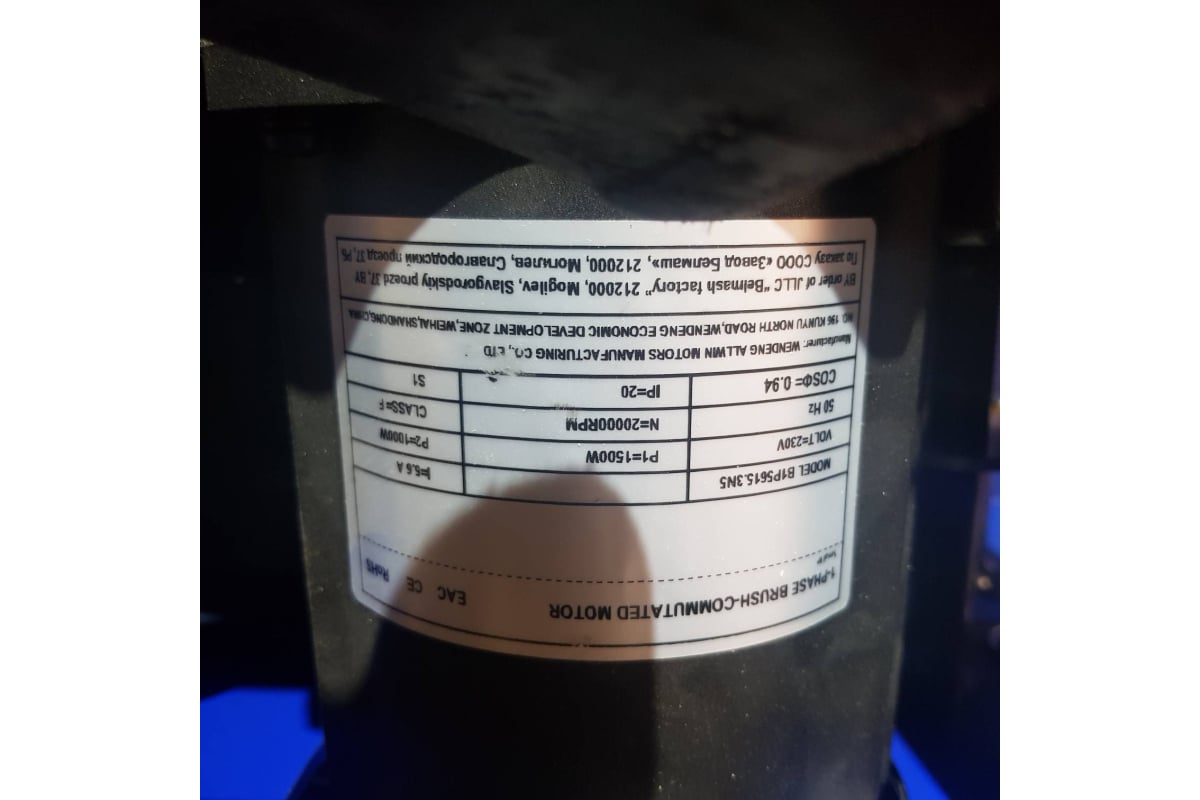 1-PHASE BRUSH-COMMUTATED MOTOR EAC CE RoHS
MODEL B1P5615.3N5 I=6.6 A
VOLT=230V P1=1500W P2=1000W
50 Hz N=20000RPM CLASS=F
COSΦ=0.94 IP=20 S1
Manufacturer: WENDENG ALLWIN MOTORS MANUFACTURING CO., LTD
NO. 196 KUNYU NORTH ROAD,WENDENG ECONOMIC DEVELOPMENT ZONE,WEIHAI,SHANDONG,CHINA
BY order of JLLC "Belmash factory" 212000, Mogilev, Slavgorodskiy proezd 37, BY
По заказу СООО «Завод Белмаш», 212000, Могилев, Славгородский проезд 37, РБ